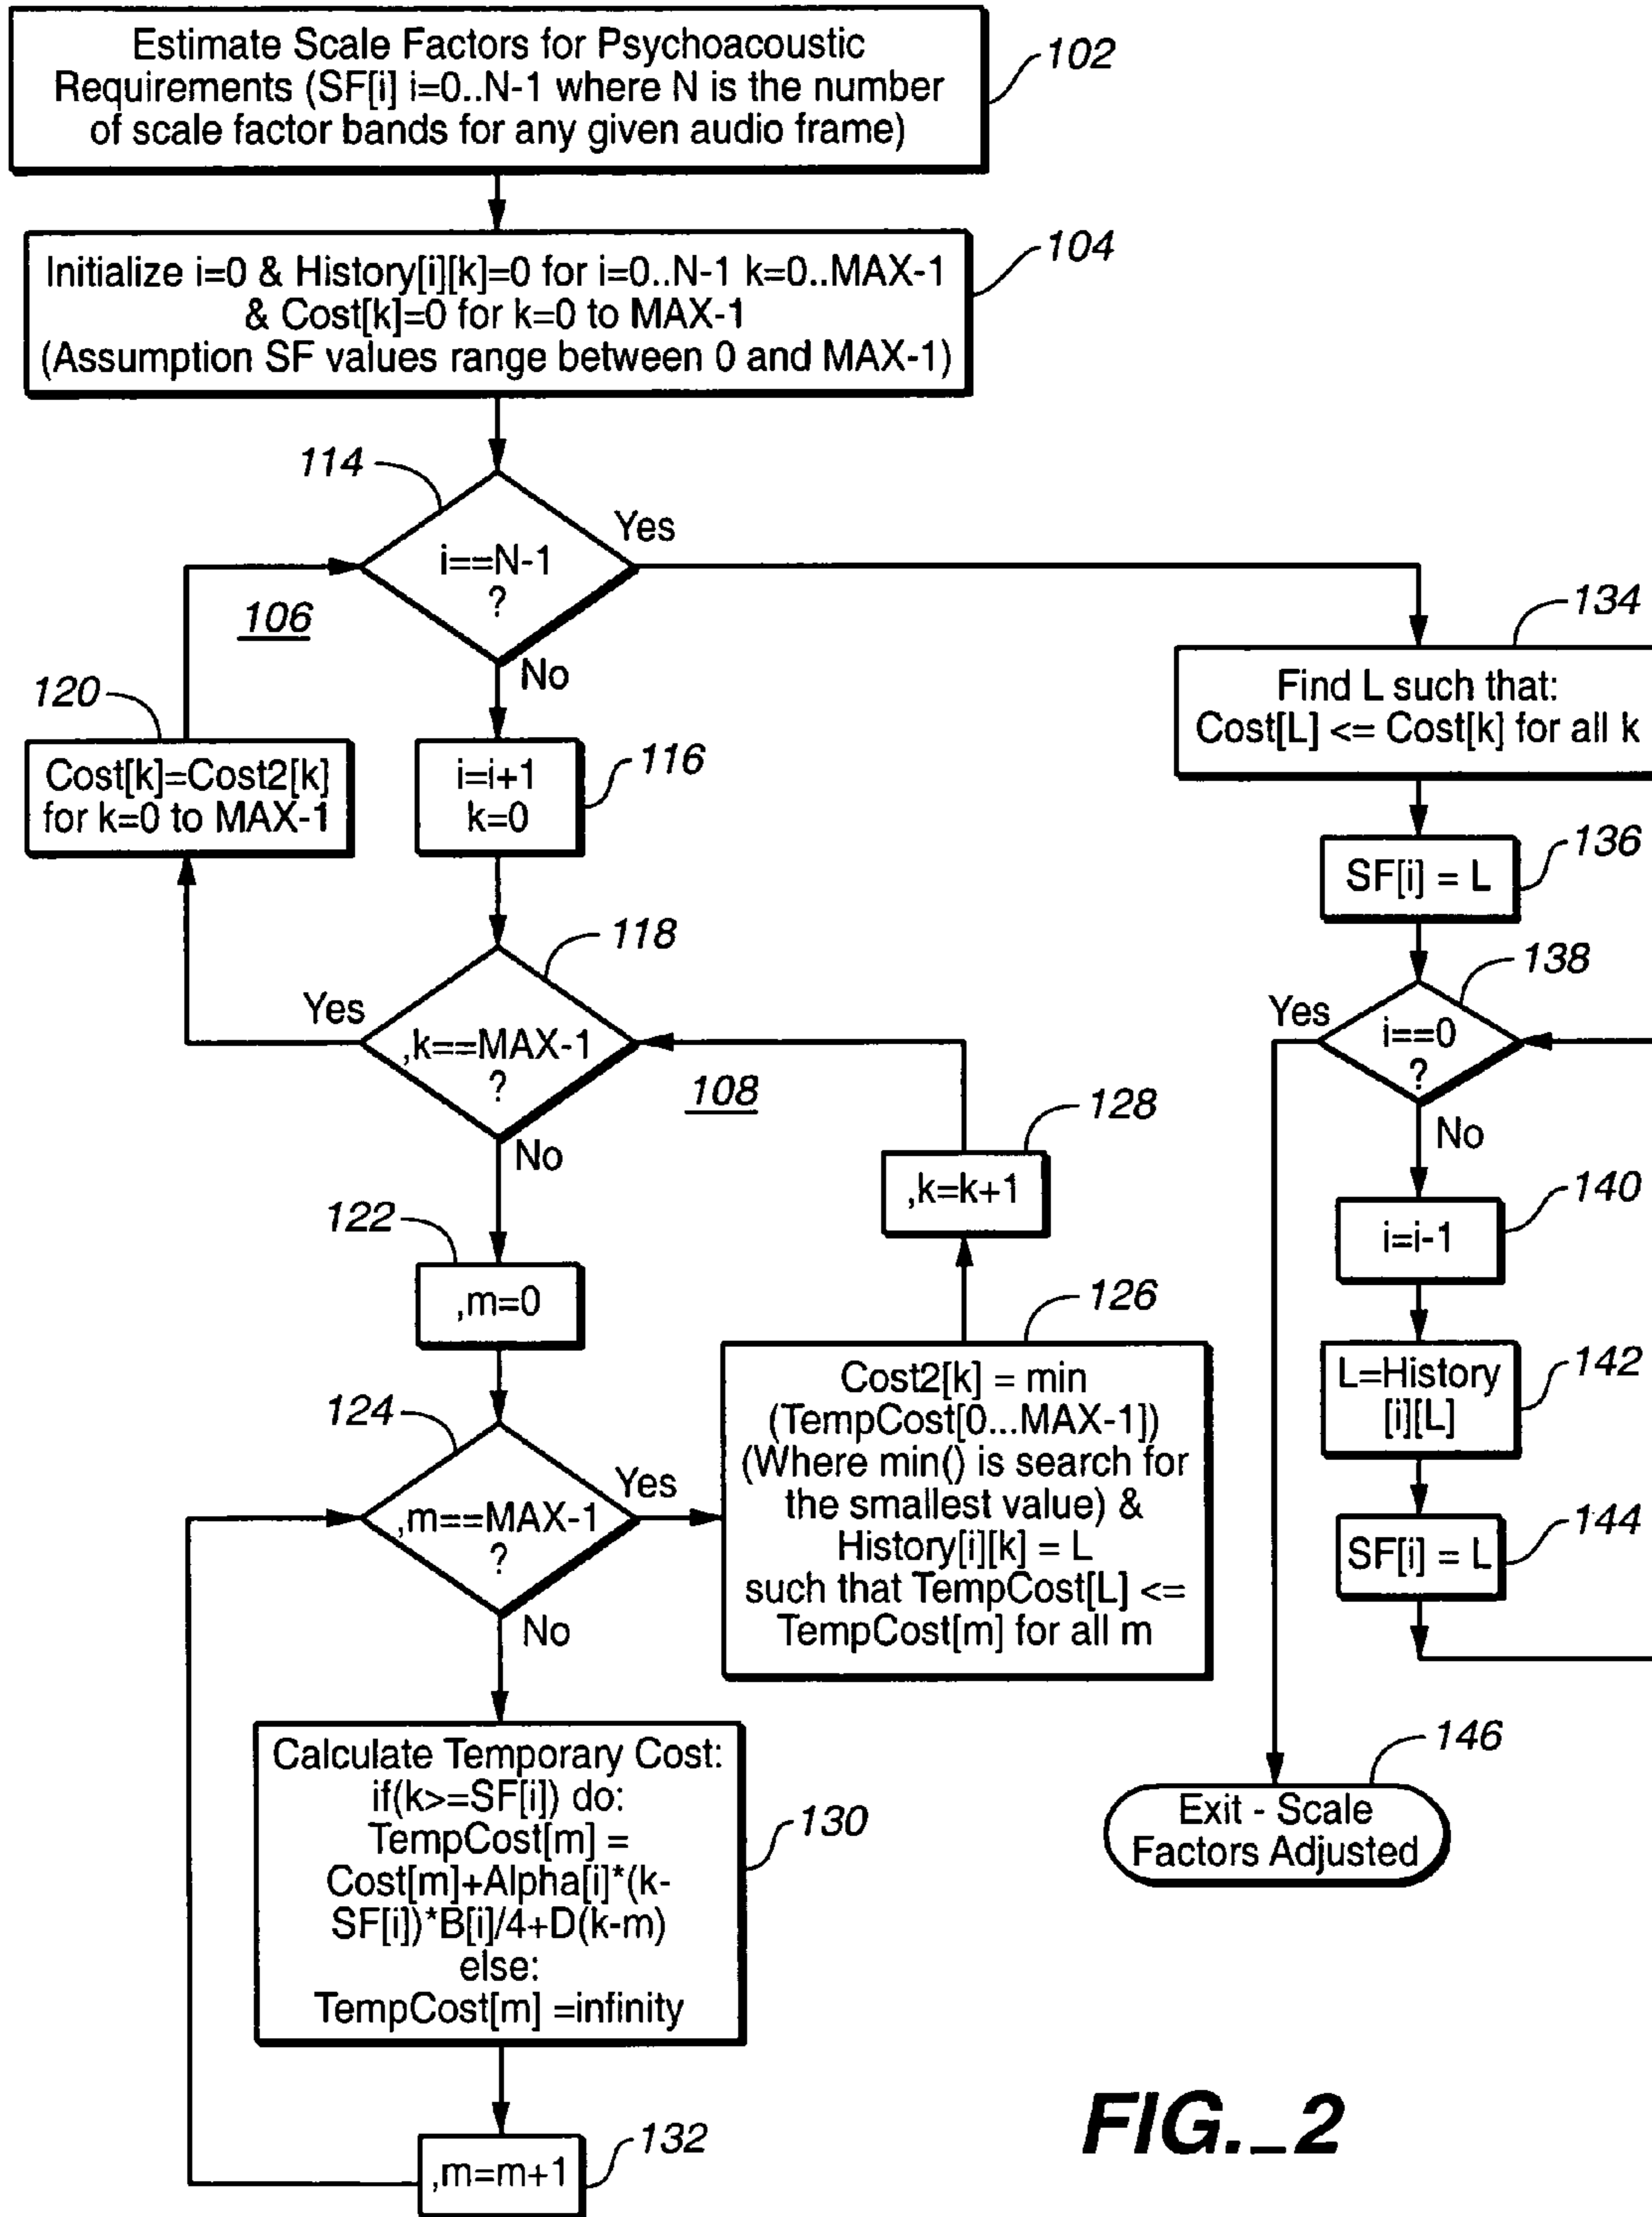 Estimate Scale Factors for Psychoacoustic
Requirements (SF[i] i=0..N-1 where N is the number
of scale factor bands for any given audio frame)
102
Initialize i=0 & History[i][k]=0 for i=0..N-1 k=0..MAX-1
& Cost[k]=0 for k=0 to MAX-1
(Assumption SF values range between 0 and MAX-1)
104
114
i==N-1
?
Yes
No
106
120
Cost[k]=Cost2[k]
for k=0 to MAX-1
i=i+1
k=0
116
118
,k==MAX-1
?
Yes
No
108
122
,m=0
128
,k=k+1
124
,m==MAX-1
?
Yes
No
126
Cost2[k] = min
(TempCost[0...MAX-1])
(Where min() is search for
the smallest value) &
History[i][k] = L
such that TempCost[L] <=
TempCost[m] for all m
Calculate Temporary Cost:
if(k>=SF[i]) do:
TempCost[m] =
Cost[m]+Alpha[i]*(k-
SF[i])*B[i]/4+D(k-m)
else:
TempCost[m] =infinity
130
,m=m+1
132
134
Find L such that:
Cost[L] <= Cost[k] for all k
136
SF[i] = L
138
i==0
?
Yes
No
140
i=i-1
142
L=History
[i][L]
144
SF[i] = L
146
Exit - Scale
Factors Adjusted
FIG._2